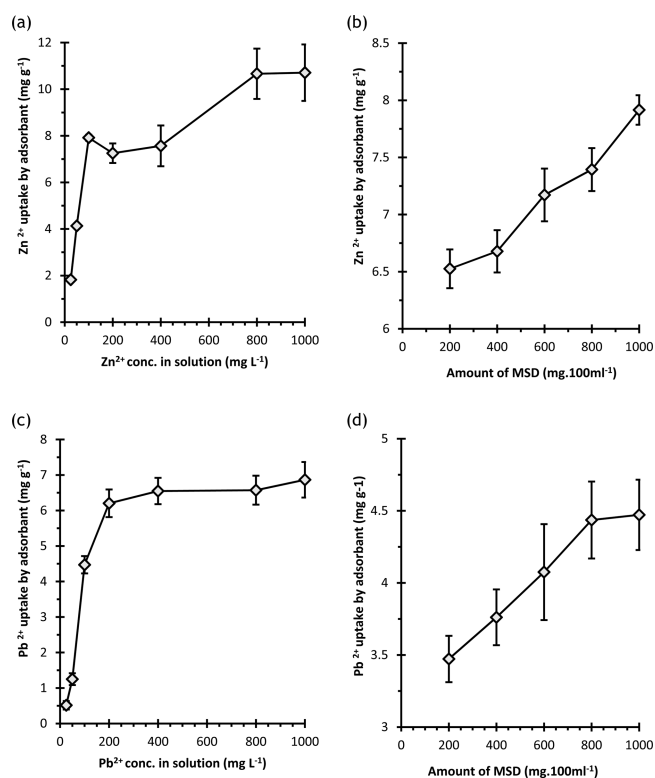 (a)
12
10
8
6
4
2
0
Zn ²⁺ uptake by adsorbant (mg g⁻¹)
0 200 400 600 800 1000
Zn²⁺ conc. in solution (mg L⁻¹)
(b)
8.5
8
7.5
7
6.5
6
Zn ²⁺ uptake by adsorbant (mg g⁻¹)
0 200 400 600 800 1000
Amount of MSD (mg.100ml⁻¹)
(c)
8
7
6
5
4
3
2
1
0
Pb ²⁺ uptake by adsorbant (mg g⁻¹)
0 200 400 600 800 1000
Pb²⁺ conc. in solution (mg L⁻¹)
(d)
5
4.5
4
3.5
3
Pb ²⁺ uptake by adsorbant (mg g-1)
0 200 400 600 800 1000
Amount of MSD (mg.100ml⁻¹)